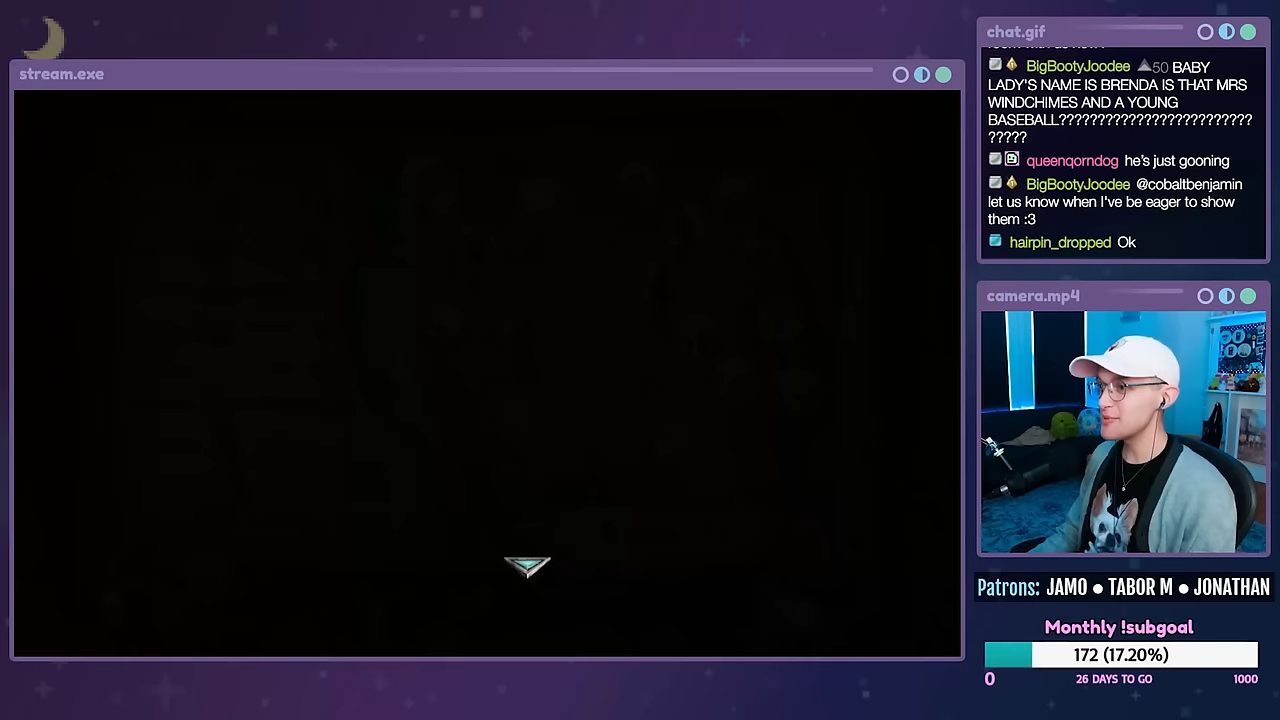 stream.exe
chat.gif
BigBootyJoodee 50 BABY
LADY'S NAME IS BRENDA IS THAT MRS
WINDCHIMES AND A YOUNG
BASEBALL?????????????????????????
?????
queenqorndog he's just gooning
BigBootyJoodee @cobaltbenjamin
let us know when I've be eager to show
them :3
hairpin_dropped Ok
camera.mp4
Patrons: JAMO ● TABOR M ● JONATHAN
Monthly !subgoal
172 (17.20%)
0 26 DAYS TO GO 1000